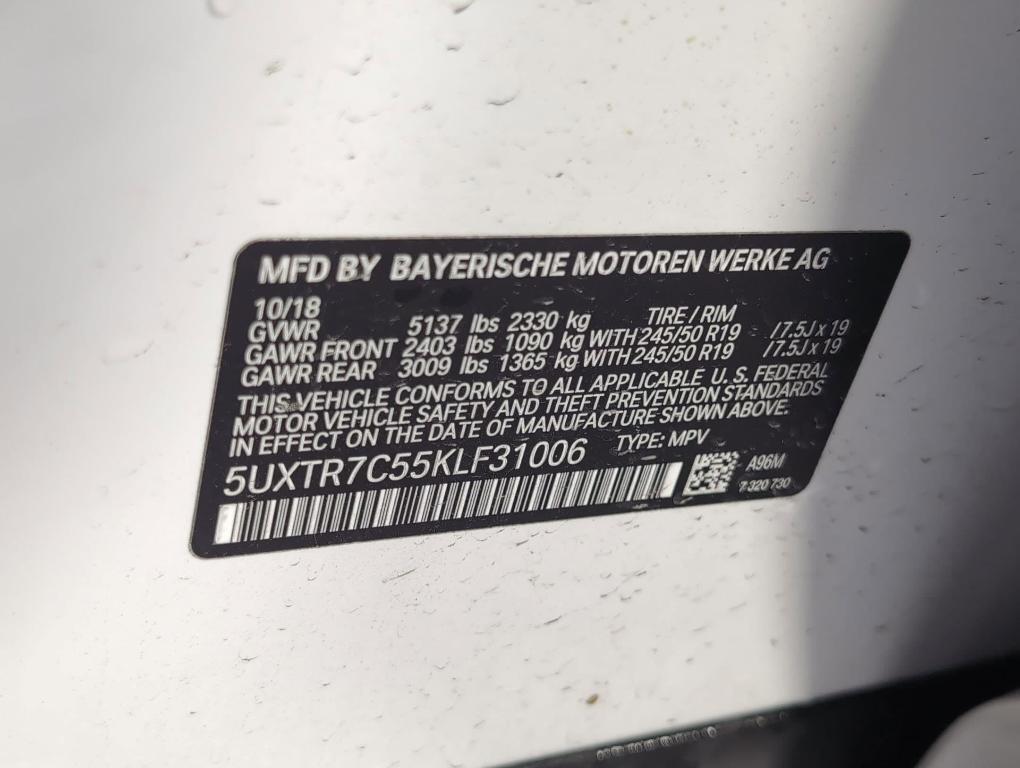 MFD BY BAYERISCHE MOTOREN WERKE AG
10/18 TIRE / RIM
GVWR 5137 lbs 2330 kg
GAWR FRONT 2403 lbs 1090 kg WITH 245/50 R19 /7.5J x 19
GAWR REAR 3009 lbs 1365 kg WITH 245/50 R19 /7.5J x 19
THIS VEHICLE CONFORMS TO ALL APPLICABLE U.S. FEDERAL
MOTOR VEHICLE SAFETY AND THEFT PREVENTION STANDARDS
IN EFFECT ON THE DATE OF MANUFACTURE SHOWN ABOVE.
5UXTR7C55KLF31006 TYPE: MPV
A96M
7 320 730